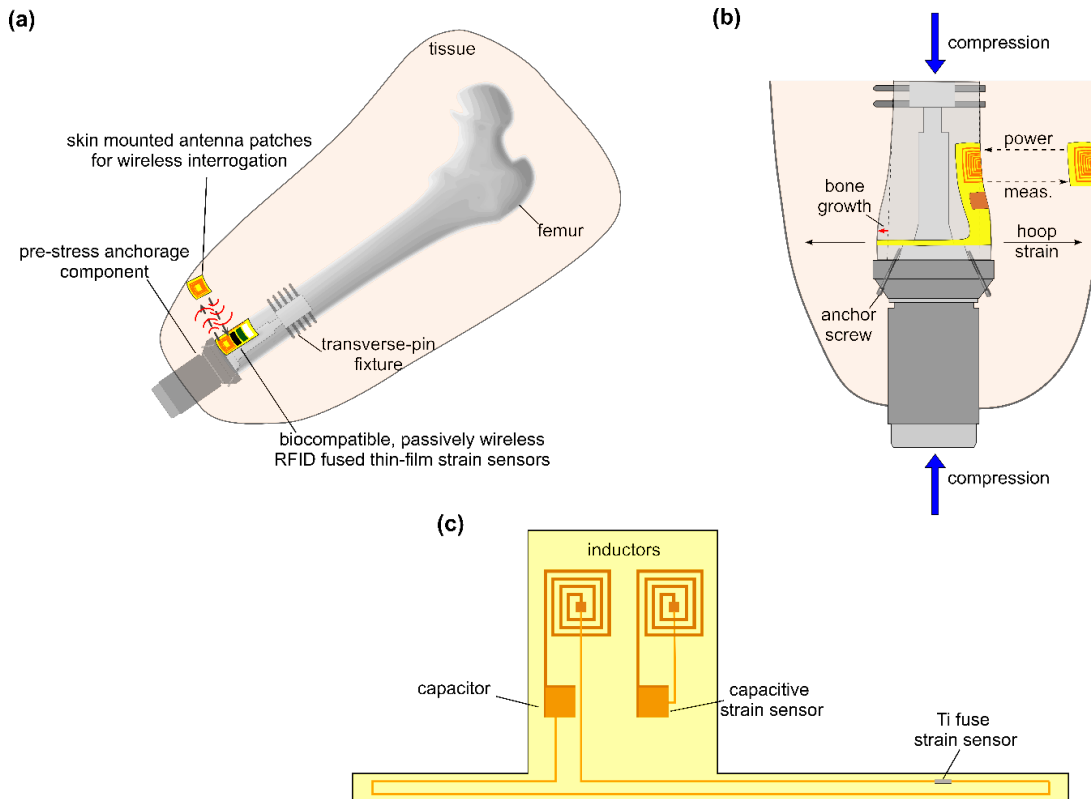 (a)
tissue
skin mounted antenna patches
for wireless interrogation
pre-stress anchorage
component
femur
transverse-pin
fixture
biocompatible, passively wireless
RFID fused thin-film strain sensors
(b)
compression
power
meas.
bone
growth
hoop
strain
anchor
screw
compression
(c)
inductors
capacitor
capacitive
strain sensor
Ti fuse
strain sensor